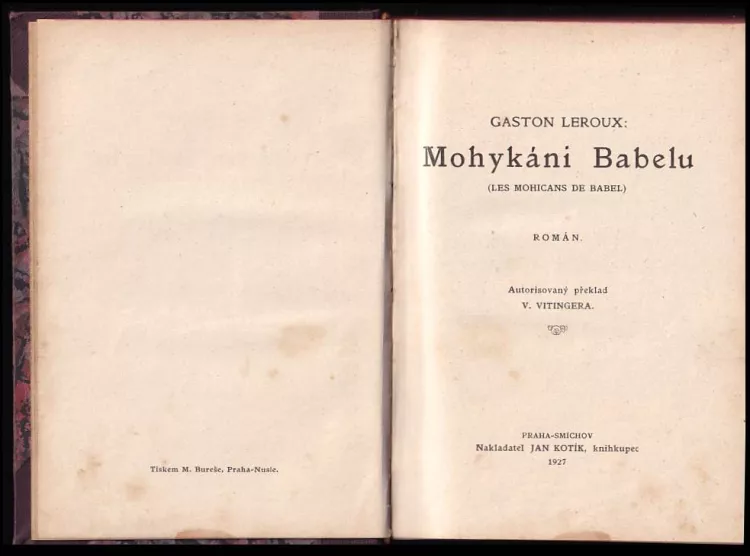 Tiskem M. Bureše, Praha-Nusle.
GASTON LEROUX:
Mohykáni Babelu
(LES MOHICANS DE BABEL)
ROMÁN.
Autorisovaný překlad
V. VITINGERA.
PRAHA-SMÍCHOV
Nakladatel JAN KOTÍK, knihkupec
1927